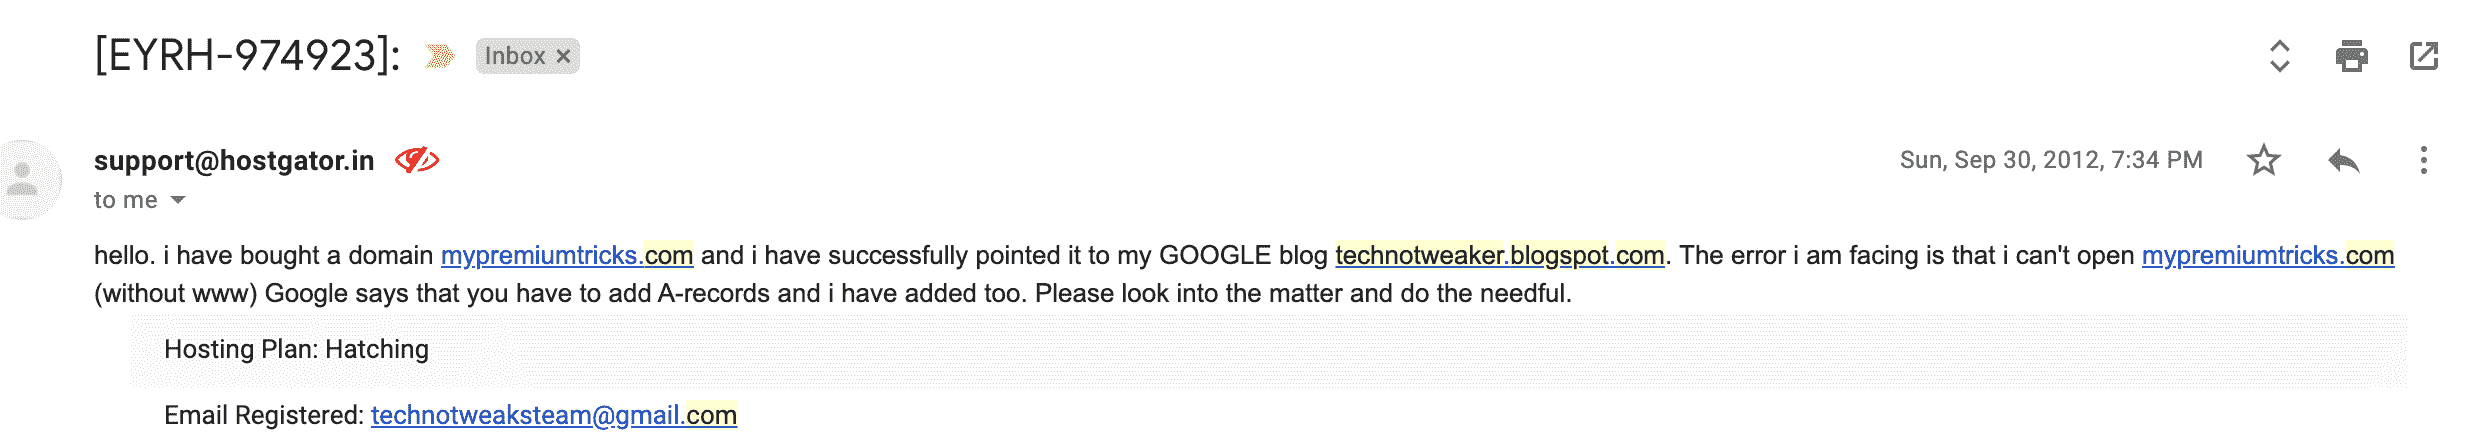 [EYRH-974923]: Inbox ×
support@hostgator.in Sun, Sep 30, 2012, 7:34 PM
to me
hello. i have bought a domain mypremiumtricks.com and i have successfully pointed it to my GOOGLE blog technotweaker.blogspot.com. The error i am facing is that i can't open mypremiumtricks.com
(without www) Google says that you have to add A-records and i have added too. Please look into the matter and do the needful.
Hosting Plan: Hatching
Email Registered: technotweaksteam@gmail.com